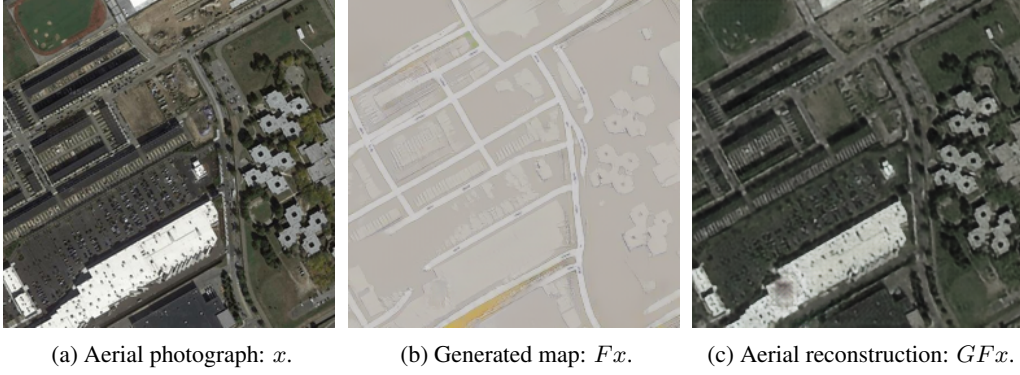 (a) Aerial photograph: x.
(b) Generated map: Fx.
(c) Aerial reconstruction: GFx.